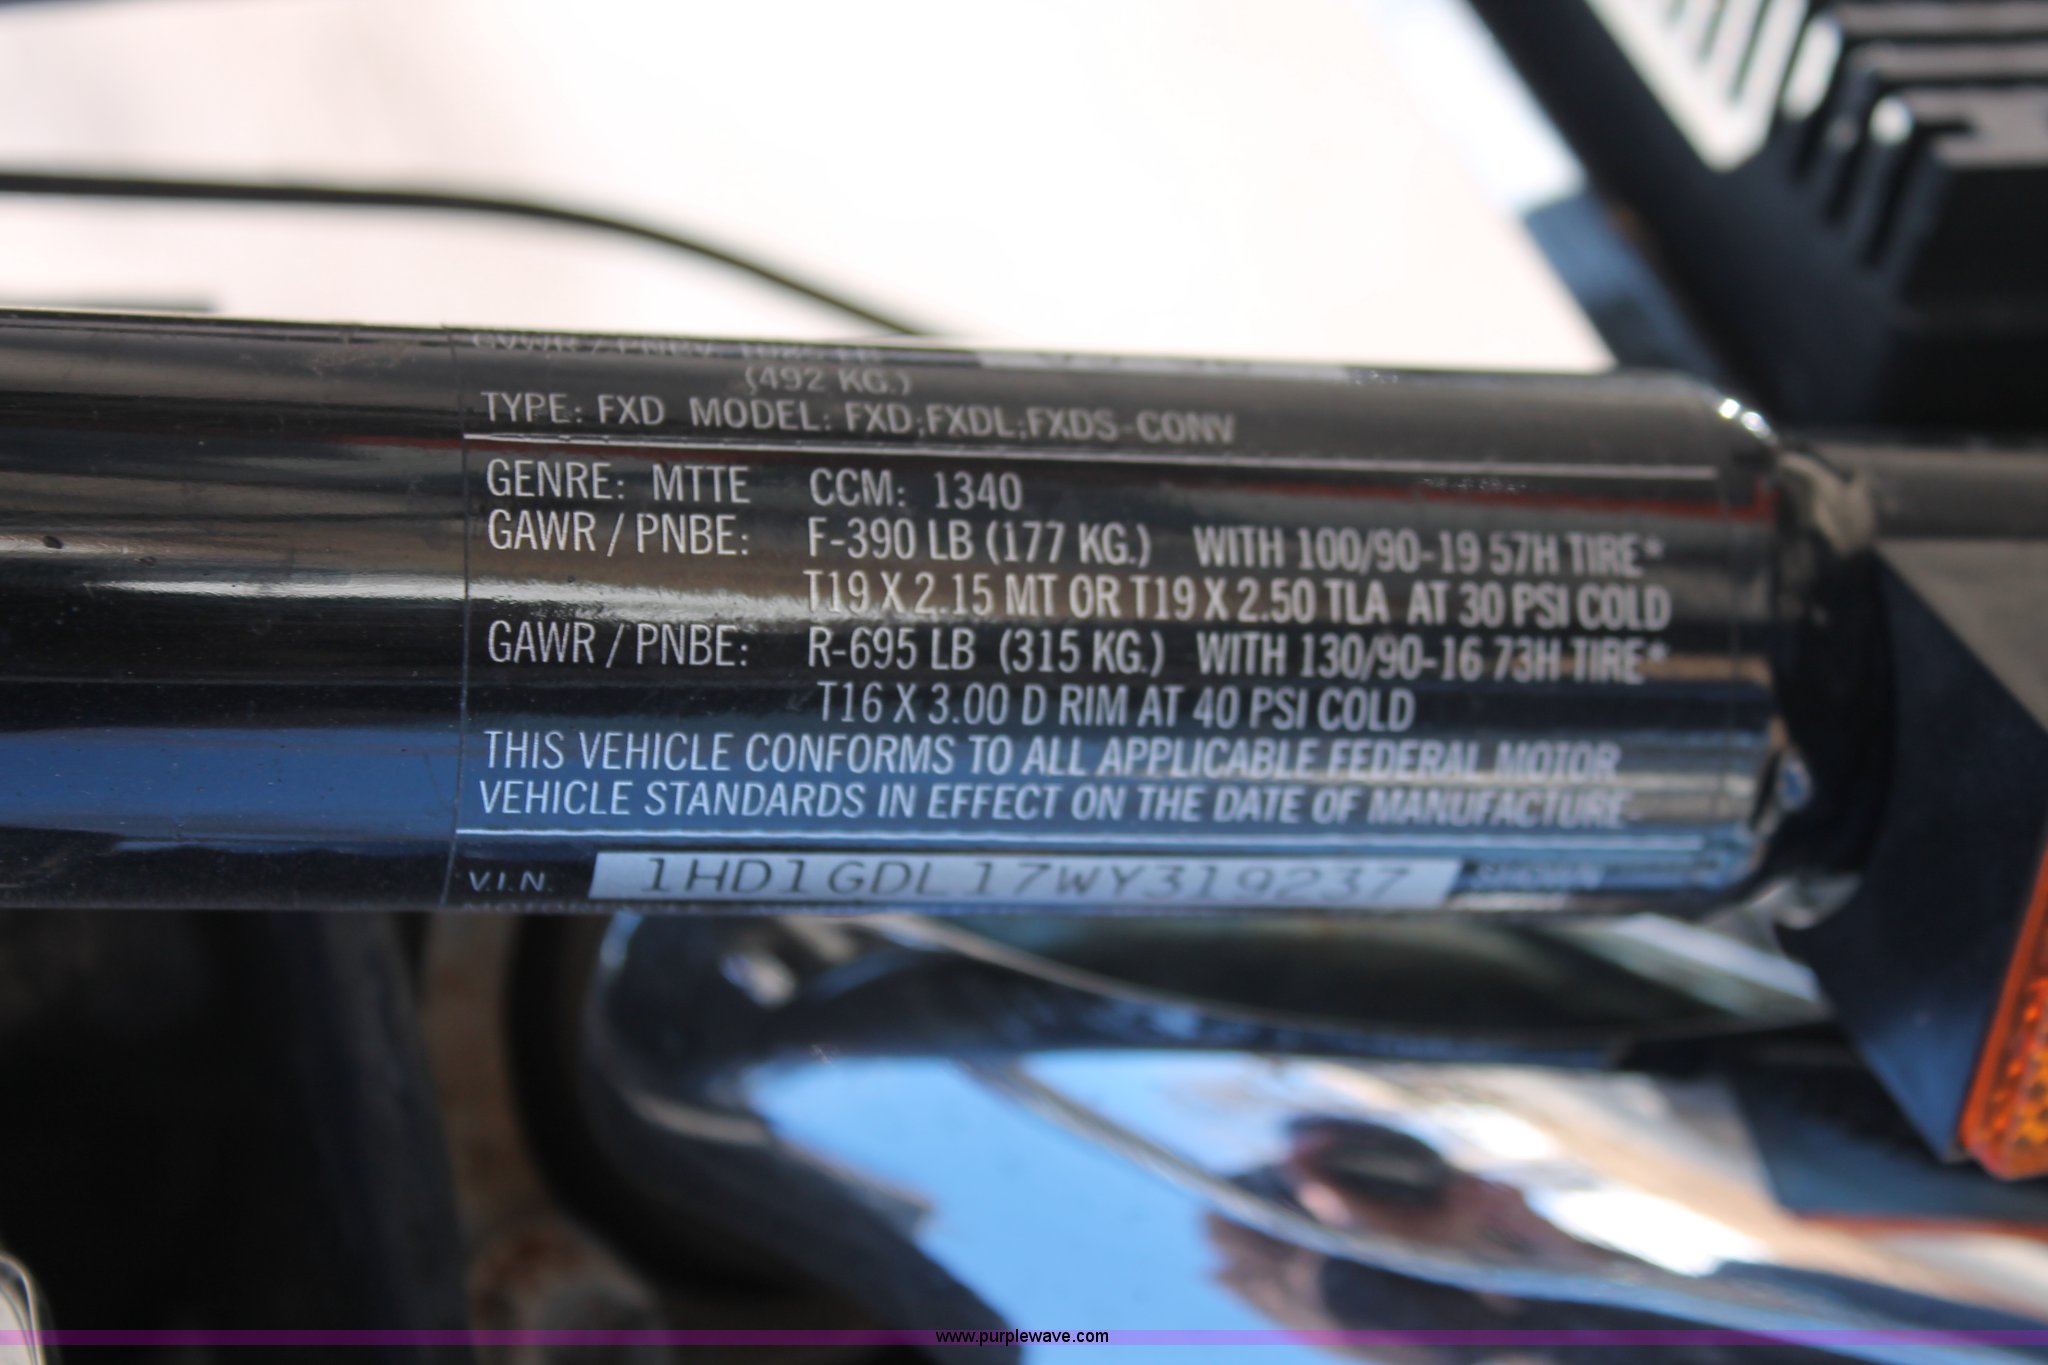 GVWR / PNBV: 1085 LB
(492 KG.)
TYPE: FXD MODEL: FXD;FXDL;FXDS-CONV
GENRE: MTTE CCM: 1340
GAWR / PNBE: F-390 LB (177 KG.) WITH 100/90-19 57H TIRE*
T19 X 2.15 MT OR T19 X 2.50 TLA AT 30 PSI COLD
GAWR / PNBE: R-695 LB (315 KG.) WITH 130/90-16 73H TIRE*
T16 X 3.00 D RIM AT 40 PSI COLD
THIS VEHICLE CONFORMS TO ALL APPLICABLE FEDERAL MOTOR
VEHICLE STANDARDS IN EFFECT ON THE DATE OF MANUFACTURE
V.I.N. 1HD1GDL17WY319237
www.purplewave.com